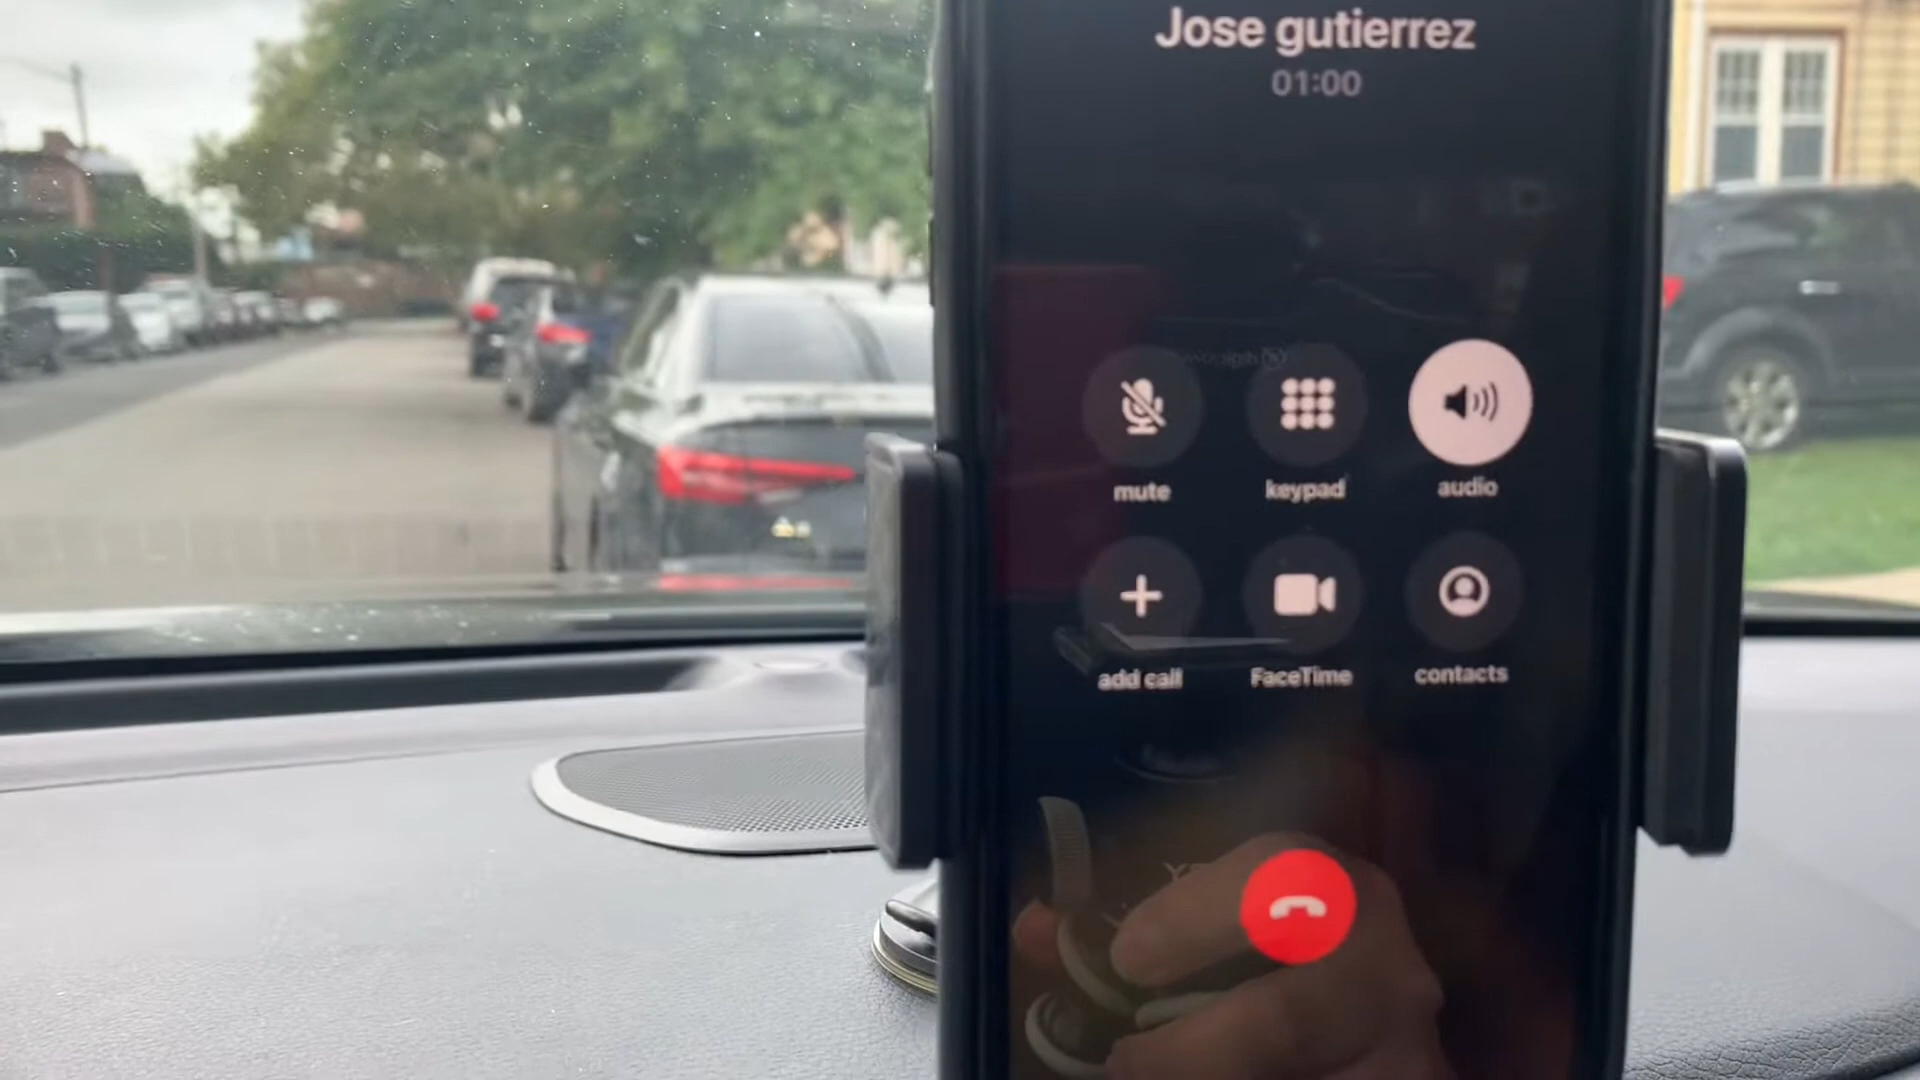 Jose gutierrez
01:00
mute keypad audio
add call FaceTime contacts